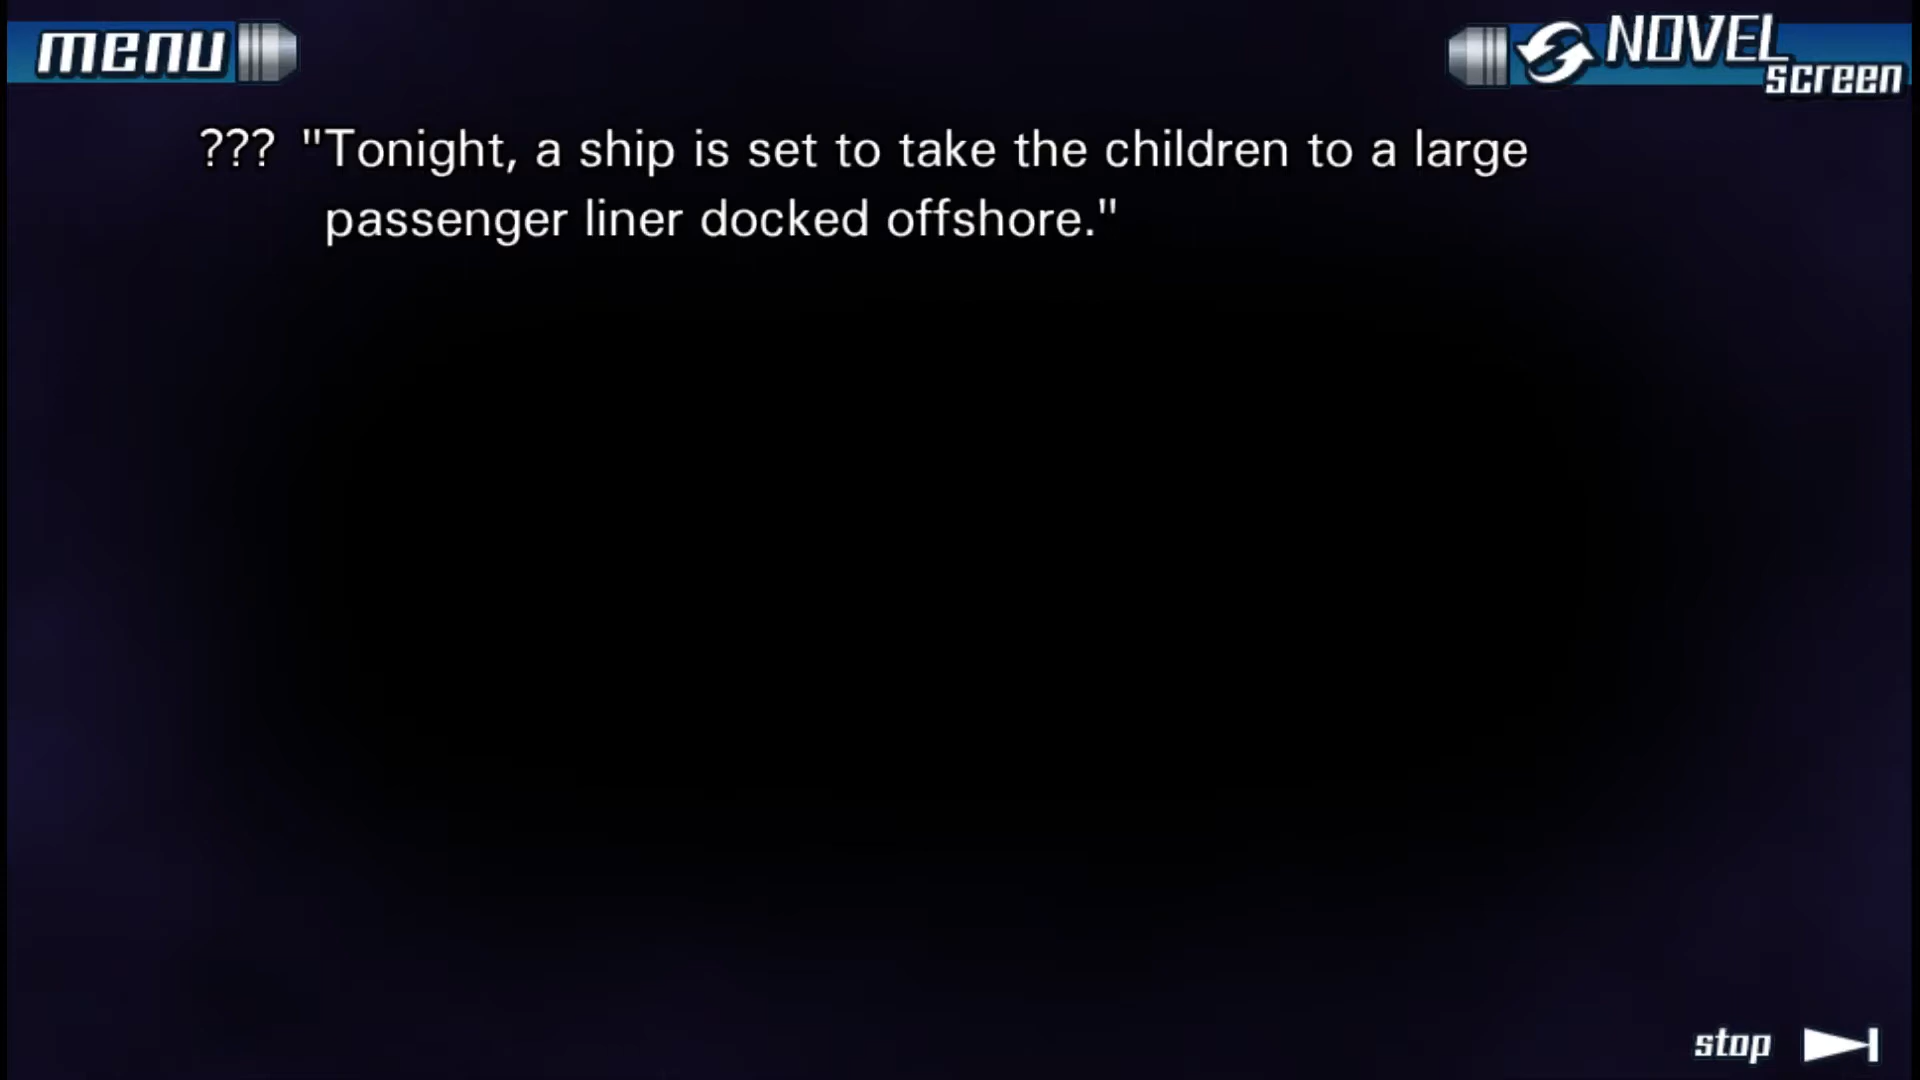 menu
NOVEL
screen
??? "Tonight, a ship is set to take the children to a large
passenger liner docked offshore."
stop